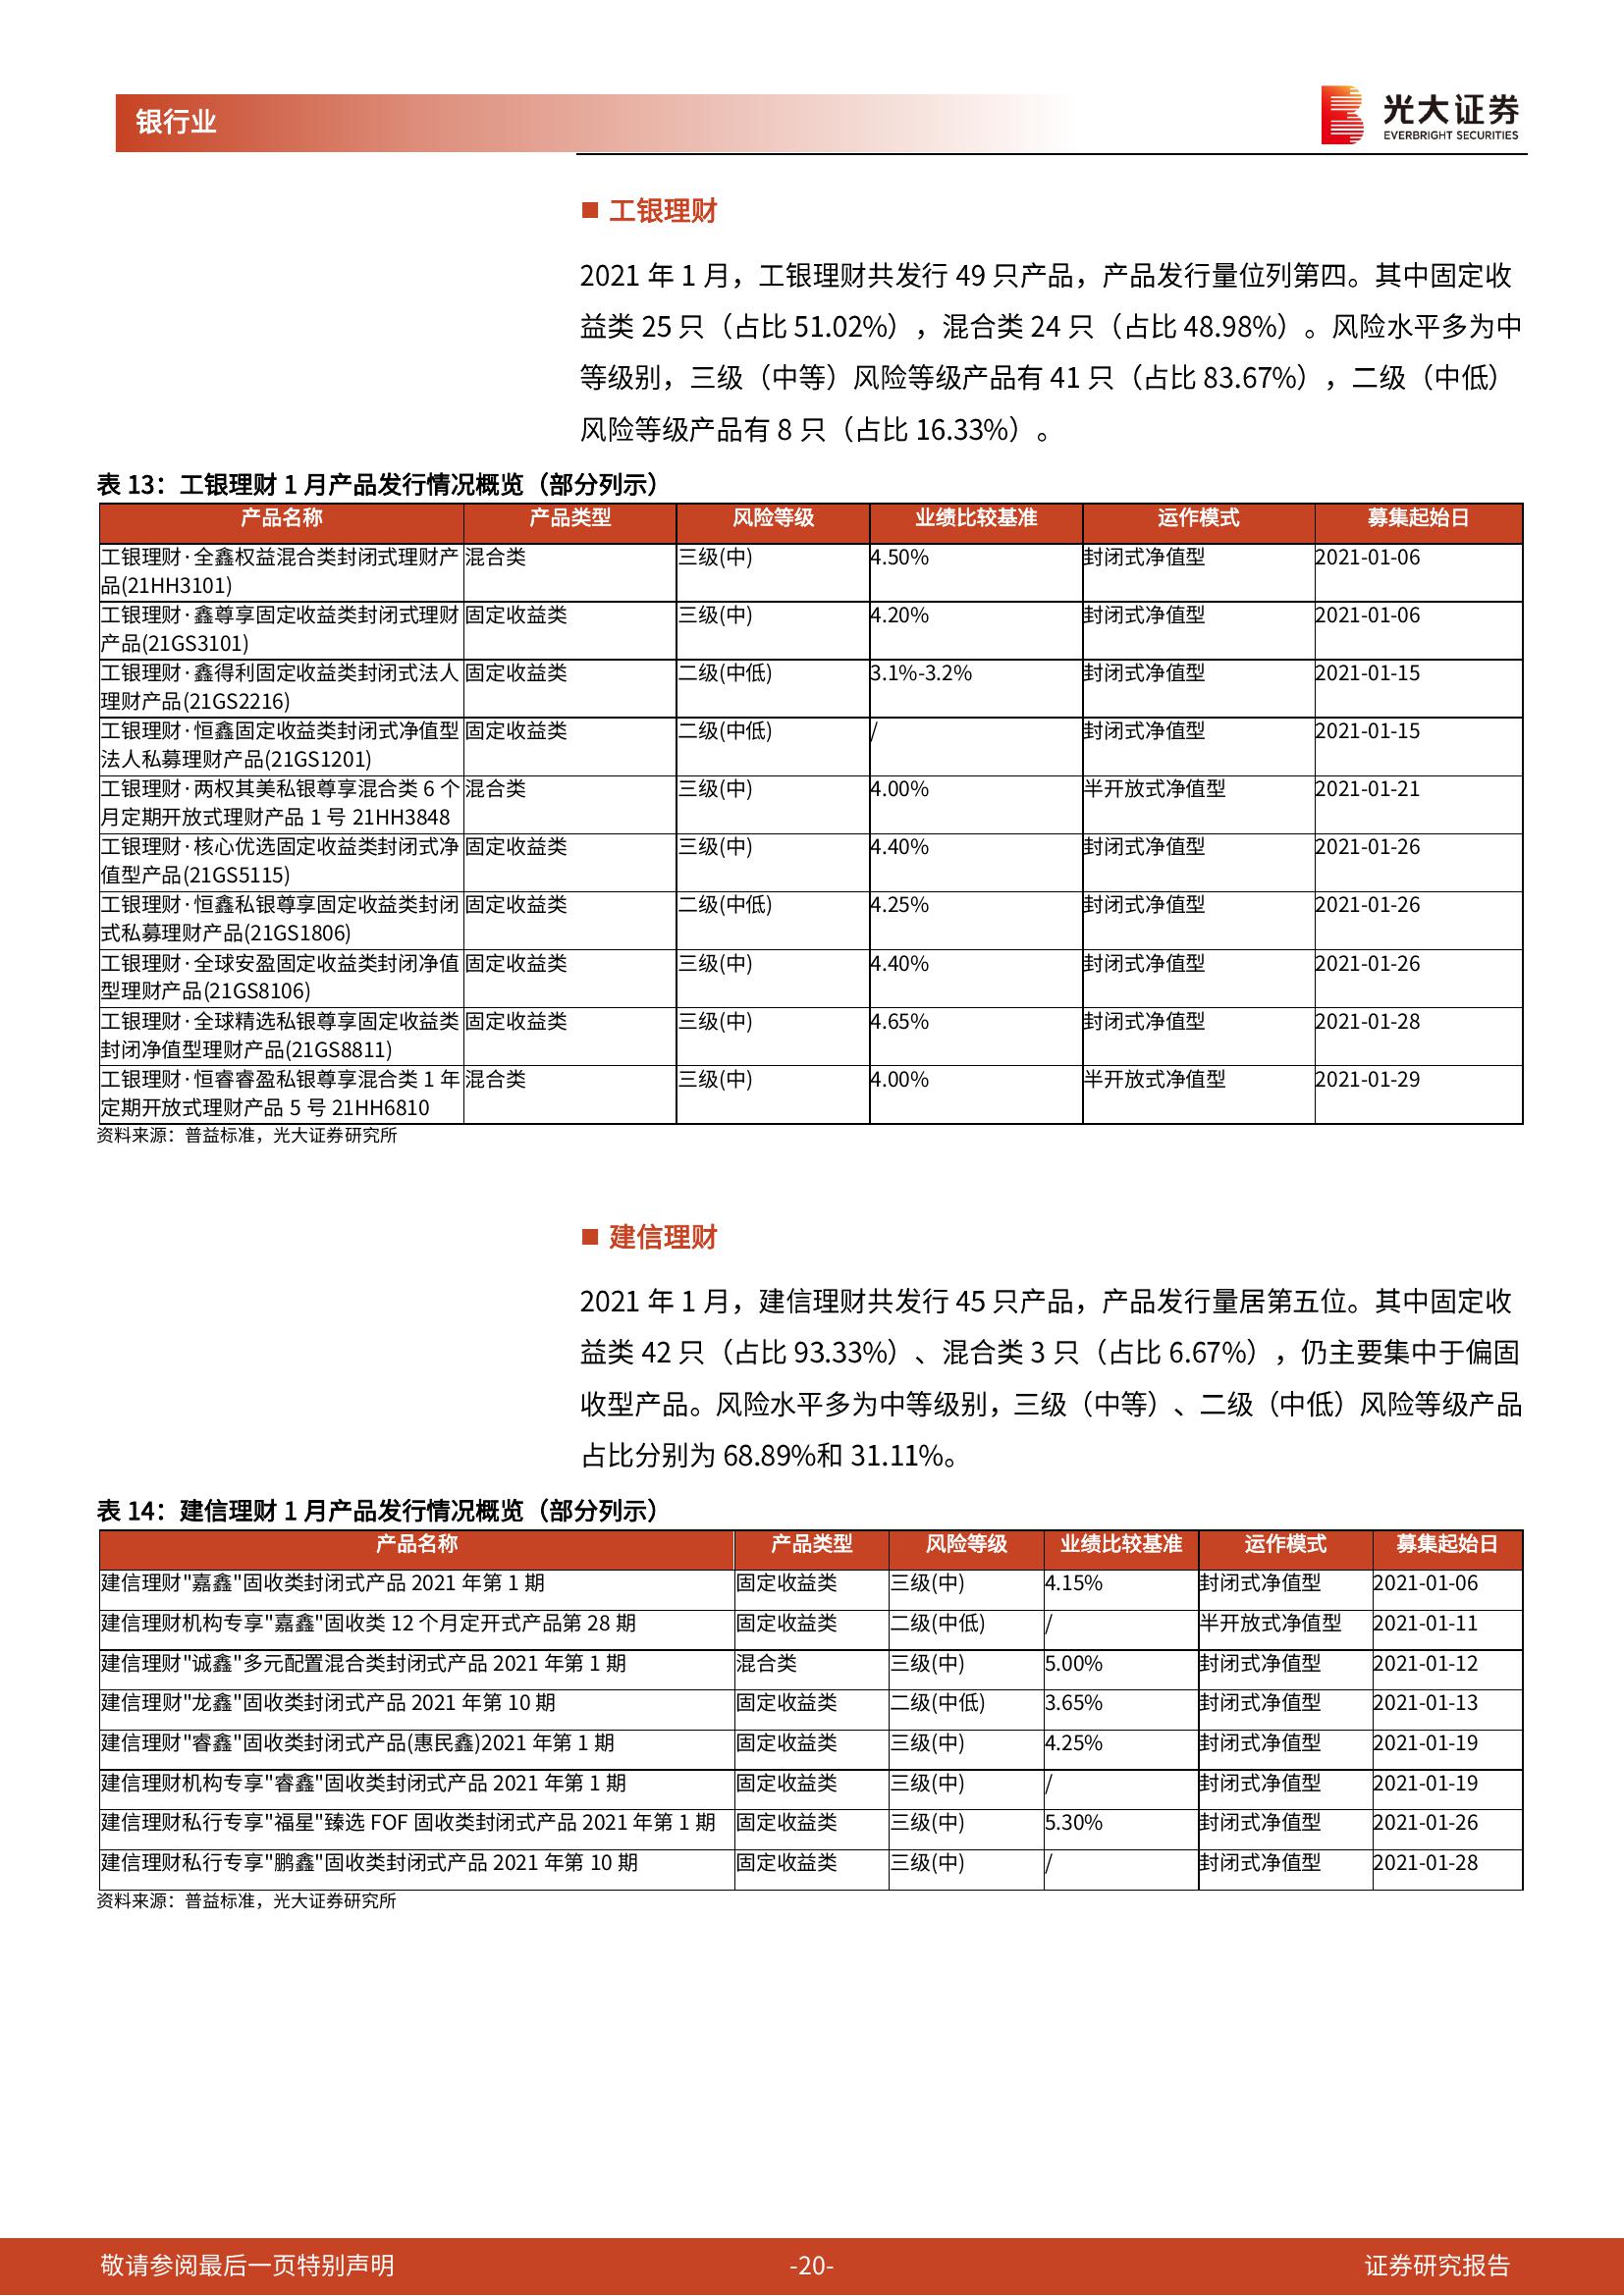 银行业
光大证券
EVERBRIGHT SECURITIES
■ 工银理财
2021 年 1 月，工银理财共发行 49 只产品，产品发行量位列第四。其中固定收
益类 25 只（占比 51.02%），混合类 24 只（占比 48.98%）。风险水平多为中
等级别，三级（中等）风险等级产品有 41 只（占比 83.67%），二级（中低）
风险等级产品有 8 只（占比 16.33%）。
表 13：工银理财 1 月产品发行情况概览（部分列示）
产品名称 产品类型 风险等级 业绩比较基准 运作模式 募集起始日
工银理财·全鑫权益混合类封闭式理财产 混合类 三级(中) 4.50% 封闭式净值型 2021-01-06
品(21HH3101)
工银理财·鑫尊享固定收益类封闭式理财 固定收益类 三级(中) 4.20% 封闭式净值型 2021-01-06
产品(21GS3101)
工银理财·鑫得利固定收益类封闭式法人 固定收益类 二级(中低) 3.1%-3.2% 封闭式净值型 2021-01-15
理财产品(21GS2216)
工银理财·恒鑫固定收益类封闭式净值型 固定收益类 二级(中低) / 封闭式净值型 2021-01-15
法人私募理财产品(21GS1201)
工银理财·两权其美私银尊享混合类 6 个 混合类 三级(中) 4.00% 半开放式净值型 2021-01-21
月定期开放式理财产品 1 号 21HH3848
工银理财·核心优选固定收益类封闭式净 固定收益类 三级(中) 4.40% 封闭式净值型 2021-01-26
值型产品(21GS5115)
工银理财·恒鑫私银尊享固定收益类封闭 固定收益类 二级(中低) 4.25% 封闭式净值型 2021-01-26
式私募理财产品(21GS1806)
工银理财·全球安盈固定收益类封闭净值 固定收益类 三级(中) 4.40% 封闭式净值型 2021-01-26
型理财产品(21GS8106)
工银理财·全球精选私银尊享固定收益类 固定收益类 三级(中) 4.65% 封闭式净值型 2021-01-28
封闭净值型理财产品(21GS8811)
工银理财·恒睿睿盈私银尊享混合类 1 年 混合类 三级(中) 4.00% 半开放式净值型 2021-01-29
定期开放式理财产品 5 号 21HH6810
资料来源：普益标准，光大证券研究所
■ 建信理财
2021 年 1 月，建信理财共发行 45 只产品，产品发行量居第五位。其中固定收
益类 42 只（占比 93.33%）、混合类 3 只（占比 6.67%），仍主要集中于偏固
收型产品。风险水平多为中等级别，三级（中等）、二级（中低）风险等级产品
占比分别为 68.89%和 31.11%。
表 14：建信理财 1 月产品发行情况概览（部分列示）
产品名称 产品类型 风险等级 业绩比较基准 运作模式 募集起始日
建信理财"嘉鑫"固收类封闭式产品 2021 年第 1 期 固定收益类 三级(中) 4.15% 封闭式净值型 2021-01-06
建信理财机构专享"嘉鑫"固收类 12 个月定开式产品第 28 期 固定收益类 二级(中低) / 半开放式净值型 2021-01-11
建信理财"诚鑫"多元配置混合类封闭式产品 2021 年第 1 期 混合类 三级(中) 5.00% 封闭式净值型 2021-01-12
建信理财"龙鑫"固收类封闭式产品 2021 年第 10 期 固定收益类 二级(中低) 3.65% 封闭式净值型 2021-01-13
建信理财"睿鑫"固收类封闭式产品(惠民鑫)2021 年第 1 期 固定收益类 三级(中) 4.25% 封闭式净值型 2021-01-19
建信理财机构专享"睿鑫"固收类封闭式产品 2021 年第 1 期 固定收益类 三级(中) / 封闭式净值型 2021-01-19
建信理财私行专享"福星"臻选 FOF 固收类封闭式产品 2021 年第 1 期 固定收益类 三级(中) 5.30% 封闭式净值型 2021-01-26
建信理财私行专享"鹏鑫"固收类封闭式产品 2021 年第 10 期 固定收益类 三级(中) / 封闭式净值型 2021-01-28
资料来源：普益标准，光大证券研究所
敬请参阅最后一页特别声明 -20- 证券研究报告